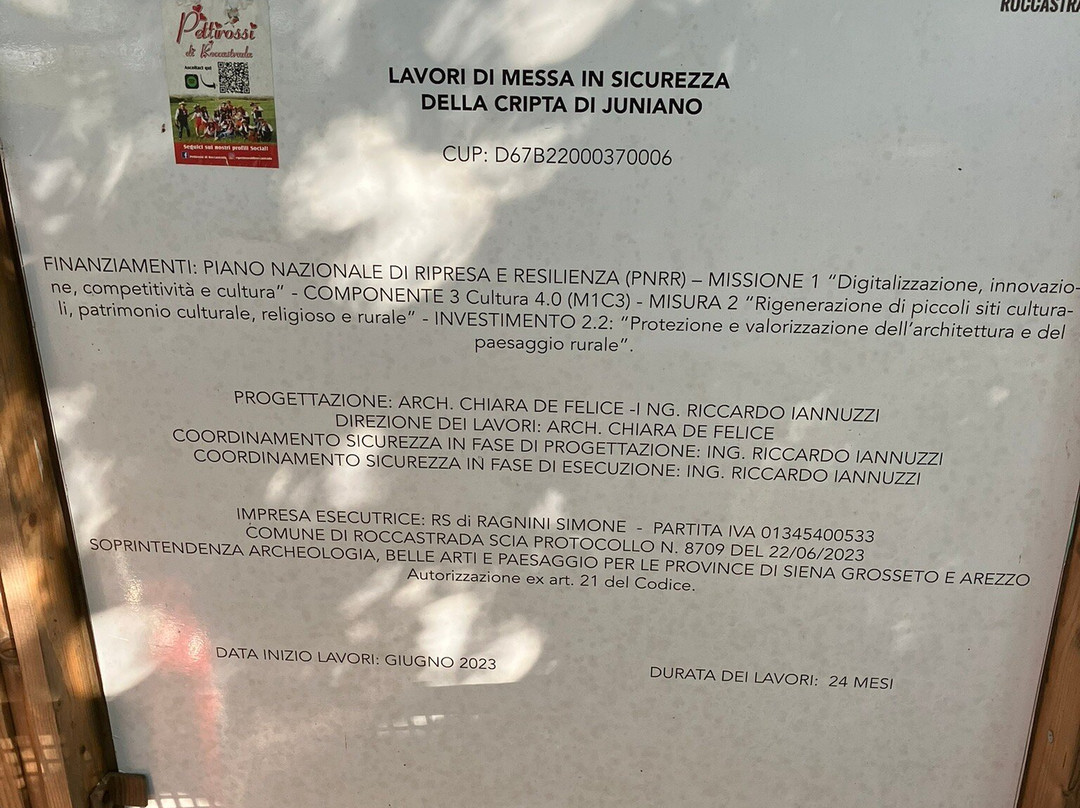 ROCCASTRA
Pettirossi
di Roccastrada
Ascoltaci qui
Seguici sui nostri profili Social!
LAVORI DI MESSA IN SICUREZZA
DELLA CRIPTA DI JUNIANO
CUP: D67B22000370006
FINANZIAMENTI: PIANO NAZIONALE DI RIPRESA E RESILIENZA (PNRR) – MISSIONE 1 “Digitalizzazione, innovazio-
ne, competitività e cultura” - COMPONENTE 3 Cultura 4.0 (M1C3) - MISURA 2 “Rigenerazione di piccoli siti cultura-
li, patrimonio culturale, religioso e rurale” - INVESTIMENTO 2.2: “Protezione e valorizzazione dell’architettura e del
paesaggio rurale”.
PROGETTAZIONE: ARCH. CHIARA DE FELICE -I NG. RICCARDO IANNUZZI
DIREZIONE DEI LAVORI: ARCH. CHIARA DE FELICE
COORDINAMENTO SICUREZZA IN FASE DI PROGETTAZIONE: ING. RICCARDO IANNUZZI
COORDINAMENTO SICUREZZA IN FASE DI ESECUZIONE: ING. RICCARDO IANNUZZI
IMPRESA ESECUTRICE: RS di RAGNINI SIMONE - PARTITA IVA 01345400533
COMUNE DI ROCCASTRADA SCIA PROTOCOLLO N. 8709 DEL 22/06/2023
SOPRINTENDENZA ARCHEOLOGIA, BELLE ARTI E PAESAGGIO PER LE PROVINCE DI SIENA GROSSETO E AREZZO
Autorizzazione ex art. 21 del Codice.
DATA INIZIO LAVORI: GIUGNO 2023
DURATA DEI LAVORI: 24 MESI